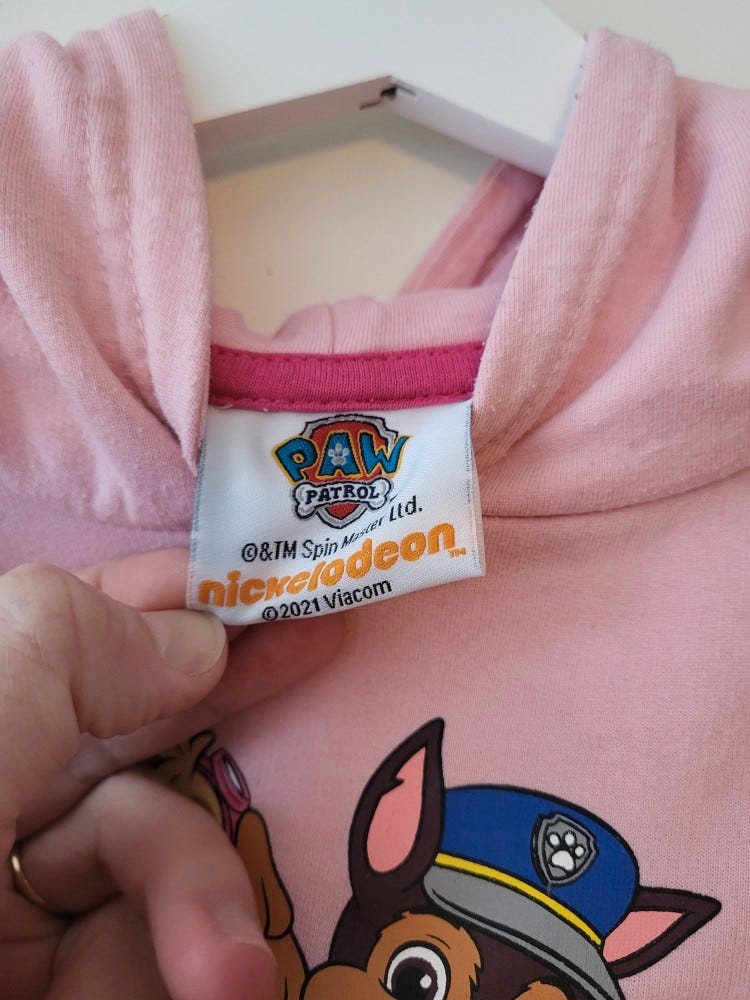 PAW
PATROL
©&TM Spin Master Ltd.
nickelodeon™
©2021 Viacom